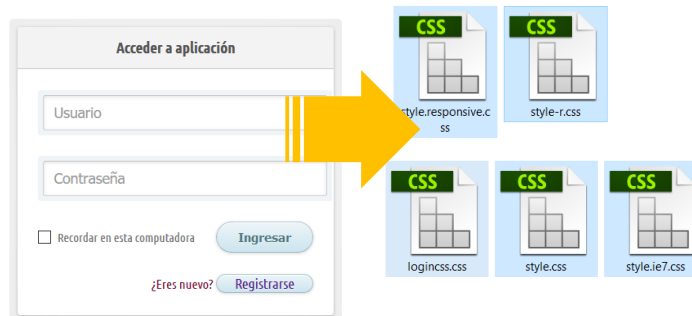 Acceder a aplicación
Usuario
Contraseña
Recordar en esta computadora
Ingresar
¿Eres nuevo? Registrarse
CSS
CSS
style.responsive.c
ss
style-r.css
CSS
CSS
CSS
logincss.css
style.css
style.ie7.css